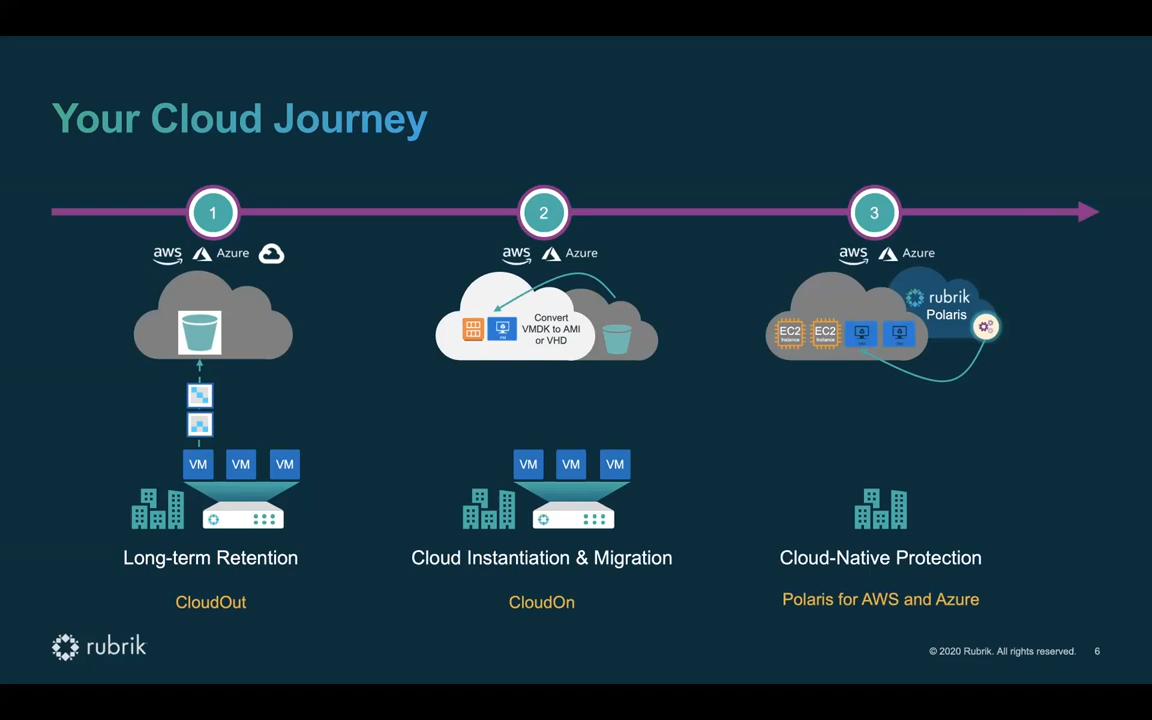 Your Cloud Journey
1
2
3
aws Azure
aws Azure
aws Azure
Convert
VMDK to AMI
or VHD
rubrik
Polaris
EC2
Instance
EC2
Instance
VM VM VM
VM VM VM
Long-term Retention
Cloud Instantiation & Migration
Cloud-Native Protection
CloudOut
CloudOn
Polaris for AWS and Azure
rubrik
© 2020 Rubrik. All rights reserved. 6